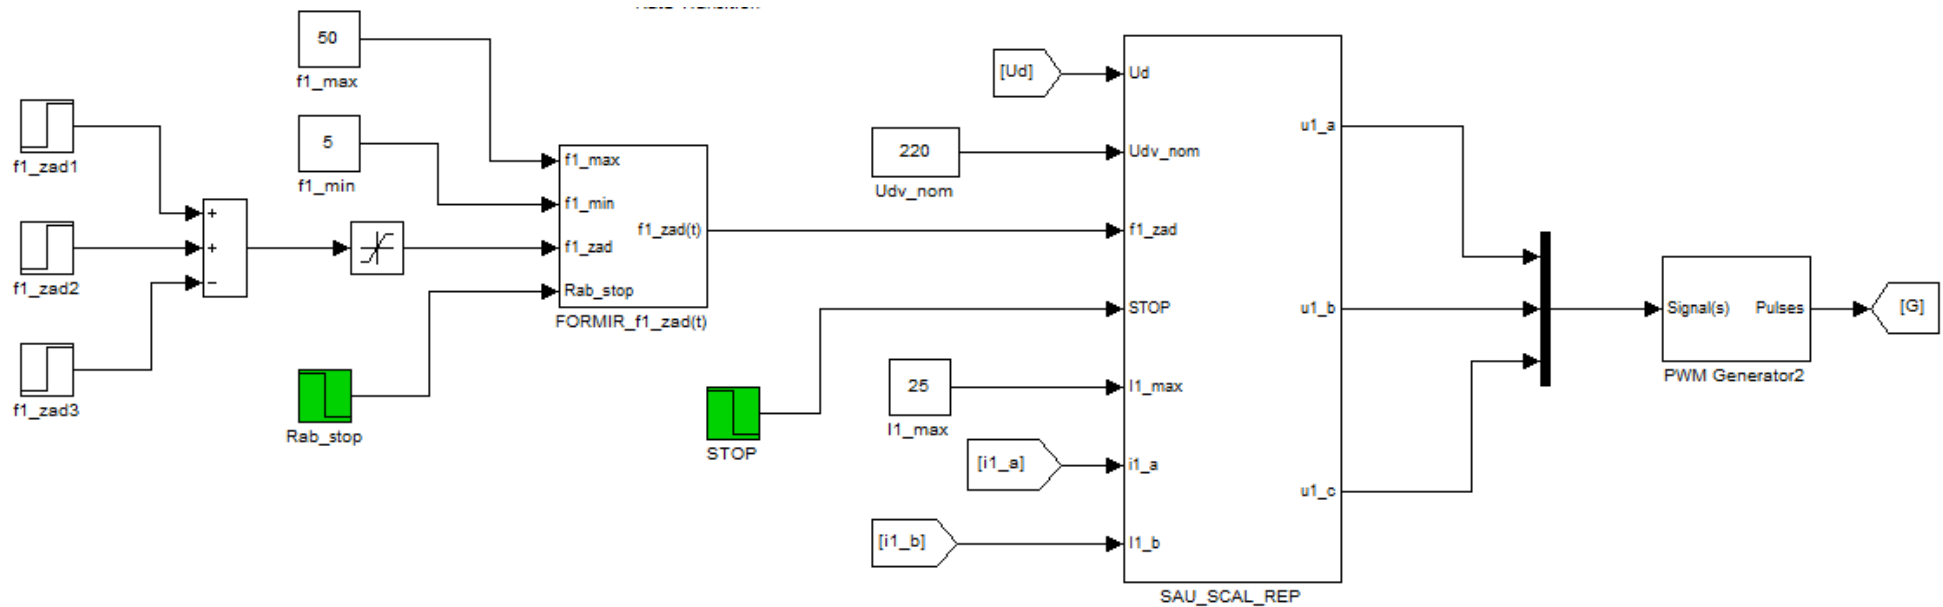 50
f1_max
f1_zad1
5
f1_min
f1_zad2
f1_zad3
+
+
−
f1_max
f1_min
f1_zad
Rab_stop
f1_zad(t)
FORMIR_f1_zad(t)
Rab_stop
STOP
[Ud]
220
Udv_nom
25
I1_max
[i1_a]
[i1_b]
Ud
Udv_nom
f1_zad
STOP
I1_max
i1_a
I1_b
u1_a
u1_b
u1_c
SAU_SCAL_REP
Signal(s) Pulses
PWM Generator2
[G]